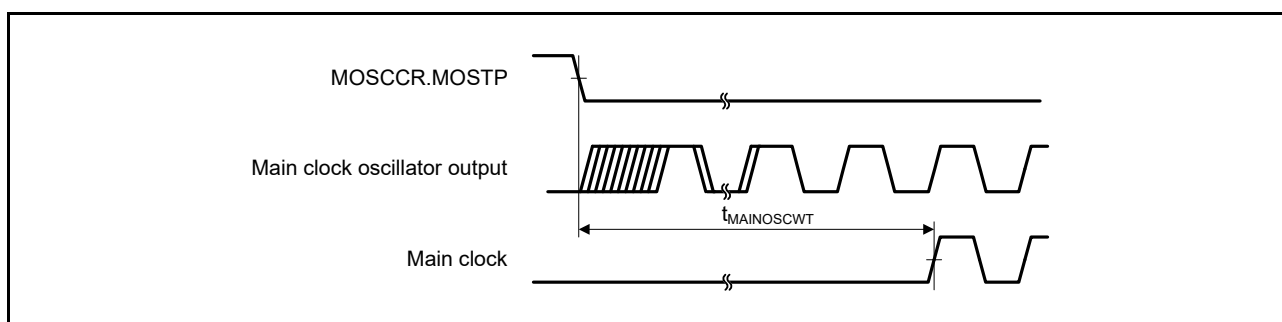 MOSCCR.MOSTP
Main clock oscillator output
tMAINOSCWT
Main clock